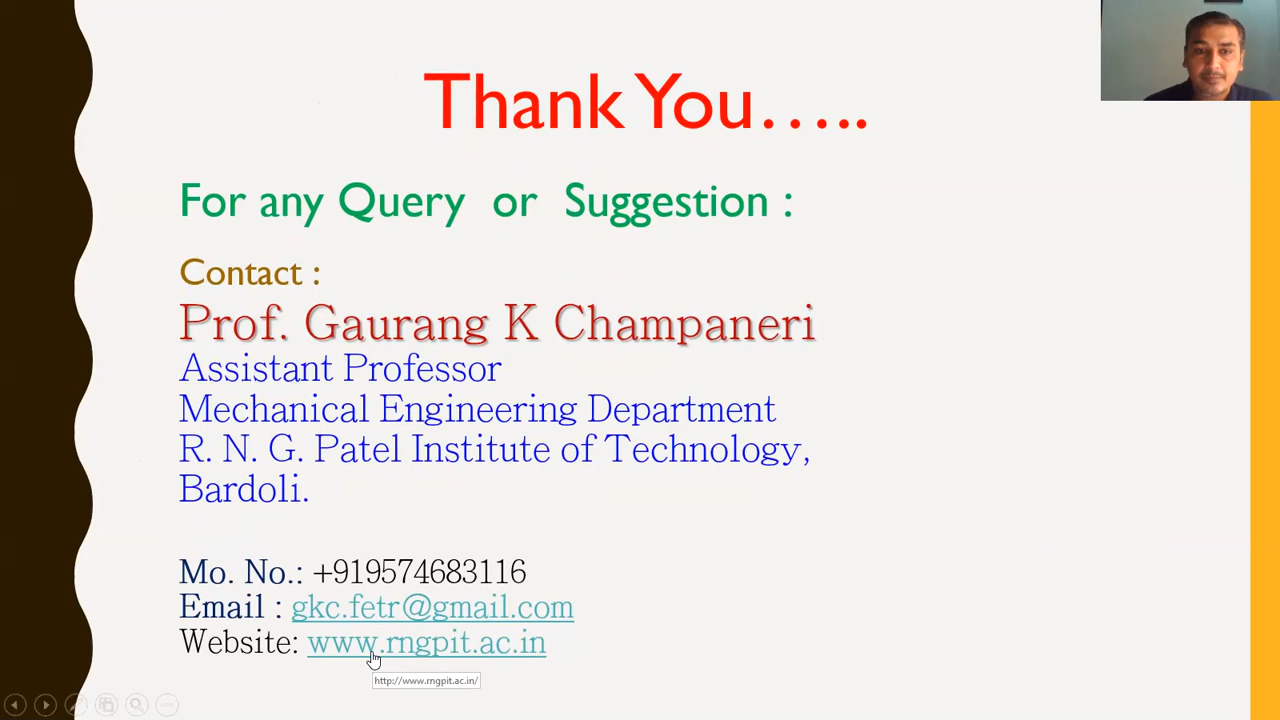 Thank You…..
For any Query or Suggestion :
Contact :
Prof. Gaurang K Champaneri
Assistant Professor
Mechanical Engineering Department
R. N. G. Patel Institute of Technology,
Bardoli.
Mo. No.: +919574683116
Email : gkc.fetr@gmail.com
Website: www.rngpit.ac.in
http://www.rngpit.ac.in/